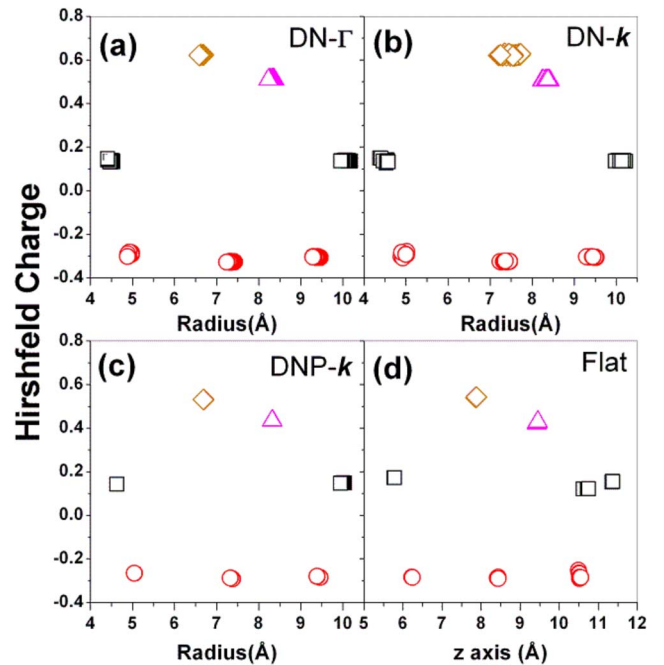 Hirshfeld Charge
(a) DN-Γ
0.8
0.6
0.4
0.2
0.0
-0.2
-0.4
4 5 6 7 8 9 10
Radius(Å)
(b) DN-k
4 5 6 7 8 9 10
Radius(Å)
(c) DNP-k
0.8
0.6
0.4
0.2
0.0
-0.2
-0.4
4 5 6 7 8 9 10
Radius(Å)
(d) Flat
5 6 7 8 9 10 11 12
z axis (Å)